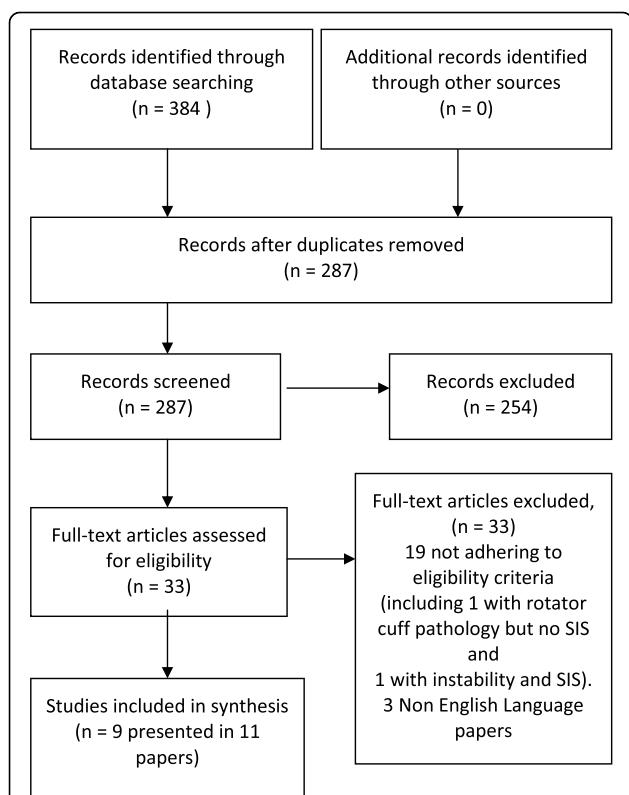 Records identified through
database searching
(n = 384 )
Additional records identified
through other sources
(n = 0)
Records after duplicates removed
(n = 287)
Records screened
(n = 287)
Records excluded
(n = 254)
Full-text articles assessed
for eligibility
(n = 33)
Full-text articles excluded,
(n = 33)
19 not adhering to
eligibility criteria
(including 1 with rotator
cuff pathology but no SIS
and
1 with instability and SIS).
3 Non English Language
papers
Studies included in synthesis
(n = 9 presented in 11
papers)